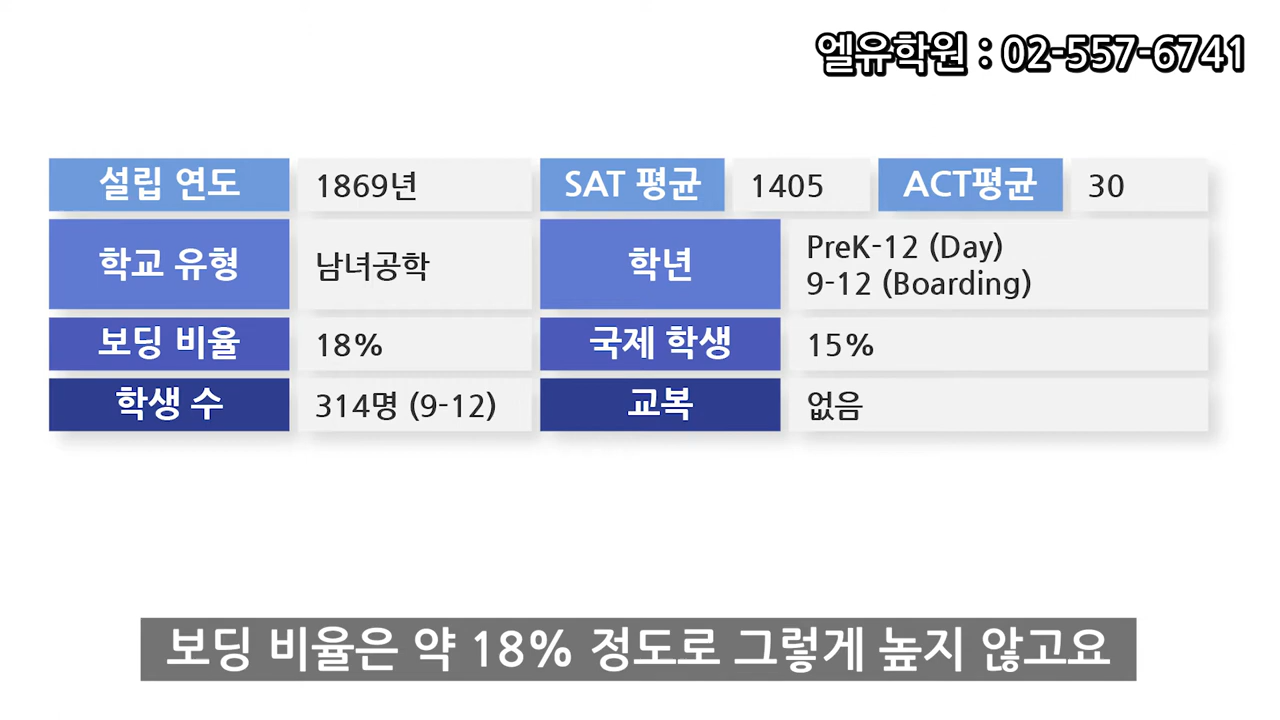 엘유학원 : 02-557-6741
설립 연도 1869년 SAT 평균 1405 ACT평균 30
학교 유형 남녀공학 학년 PreK-12 (Day)
9-12 (Boarding)
보딩 비율 18% 국제 학생 15%
학생 수 314명 (9-12) 교복 없음
보딩 비율은 약 18% 정도로 그렇게 높지 않고요